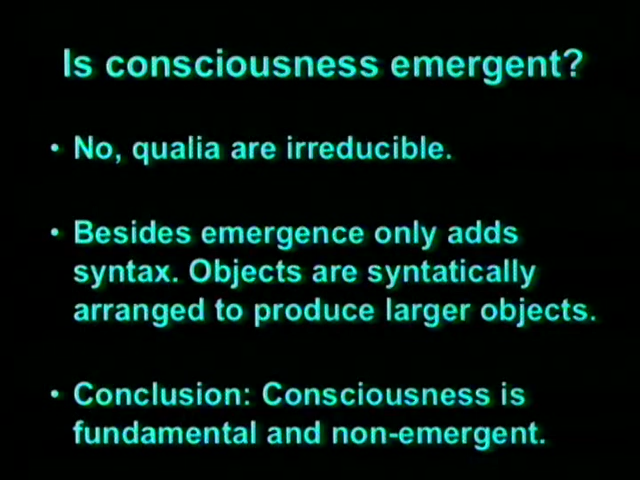 Is consciousness emergent?
• No, qualia are irreducible.
• Besides emergence only adds
syntax. Objects are syntatically
arranged to produce larger objects.
• Conclusion: Consciousness is
fundamental and non-emergent.